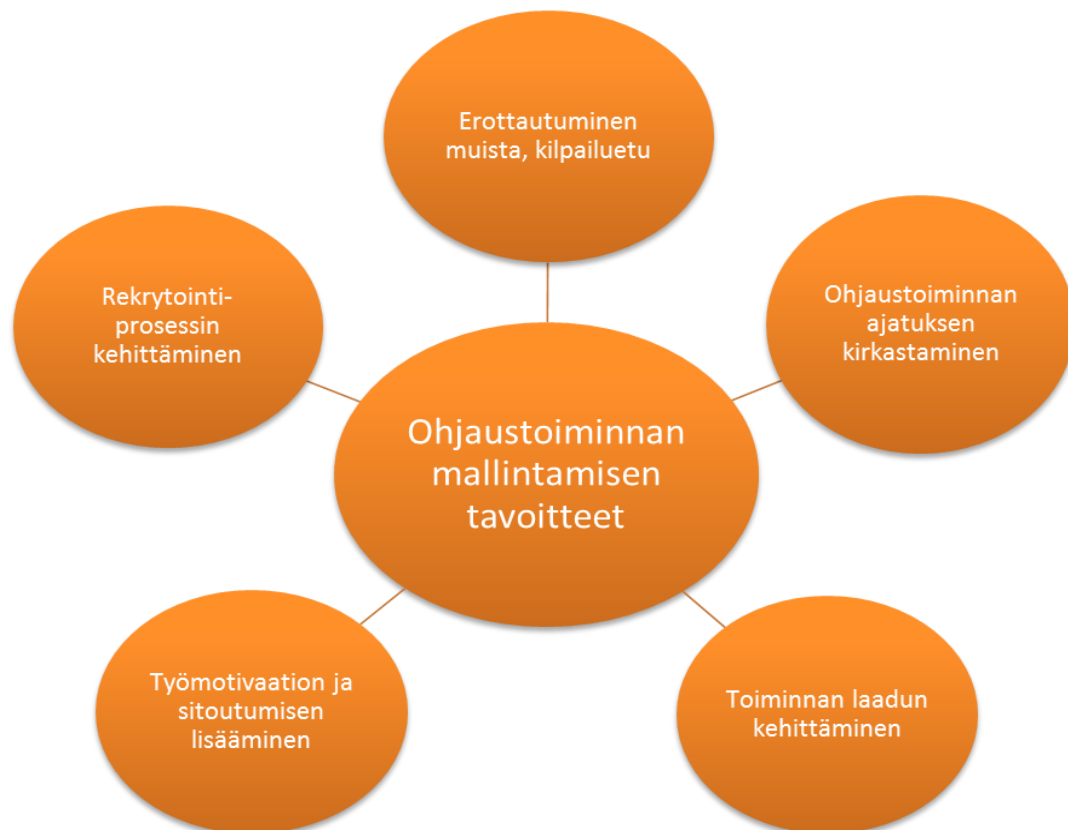 Erottautuminen
muista, kilpailuetu
Rekrytointi-
prosessin
kehittäminen
Ohjaustoiminnan
ajatuksen
kirkastaminen
Ohjaustoiminnan
mallintamisen
tavoitteet
Työmotivaation ja
sitoutumisen
lisääminen
Toiminnan laadun
kehittäminen